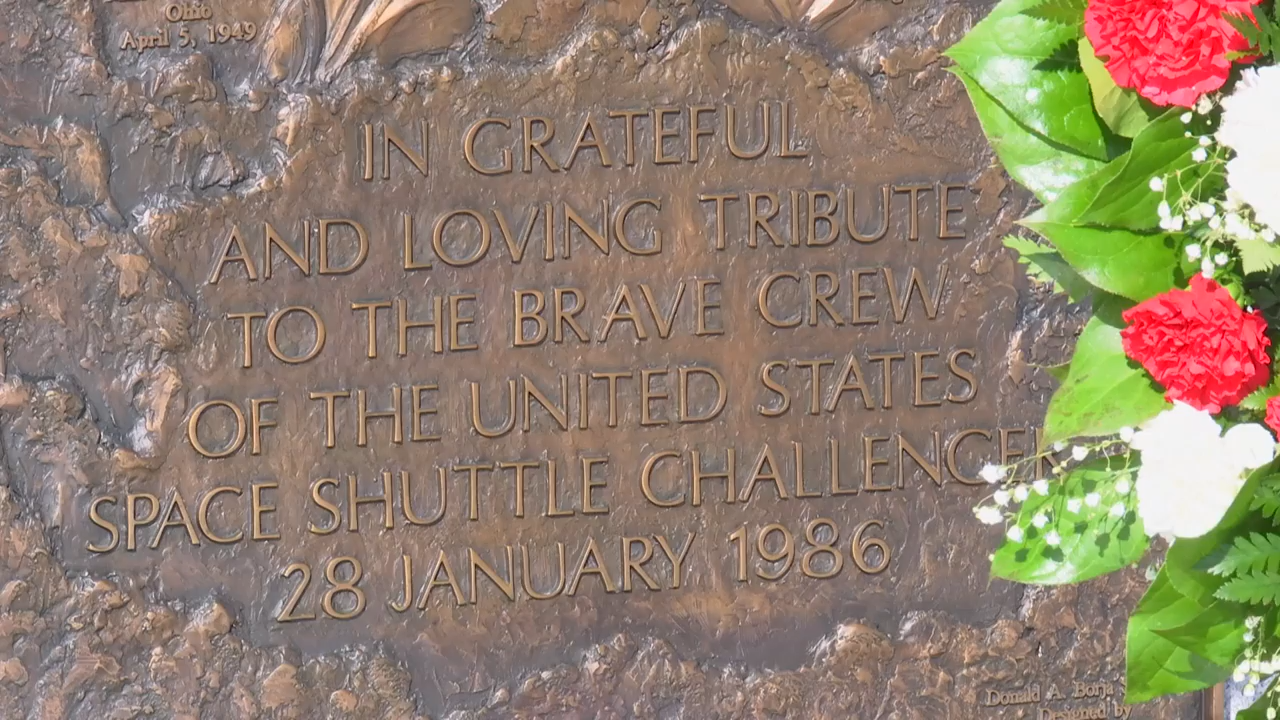 Ohio
April 5, 1949
IN GRATEFUL
AND LOVING TRIBUTE
TO THE BRAVE CREW
OF THE UNITED STATES
SPACE SHUTTLE CHALLENGER
28 JANUARY 1986
Donald A. Borja
Designed by